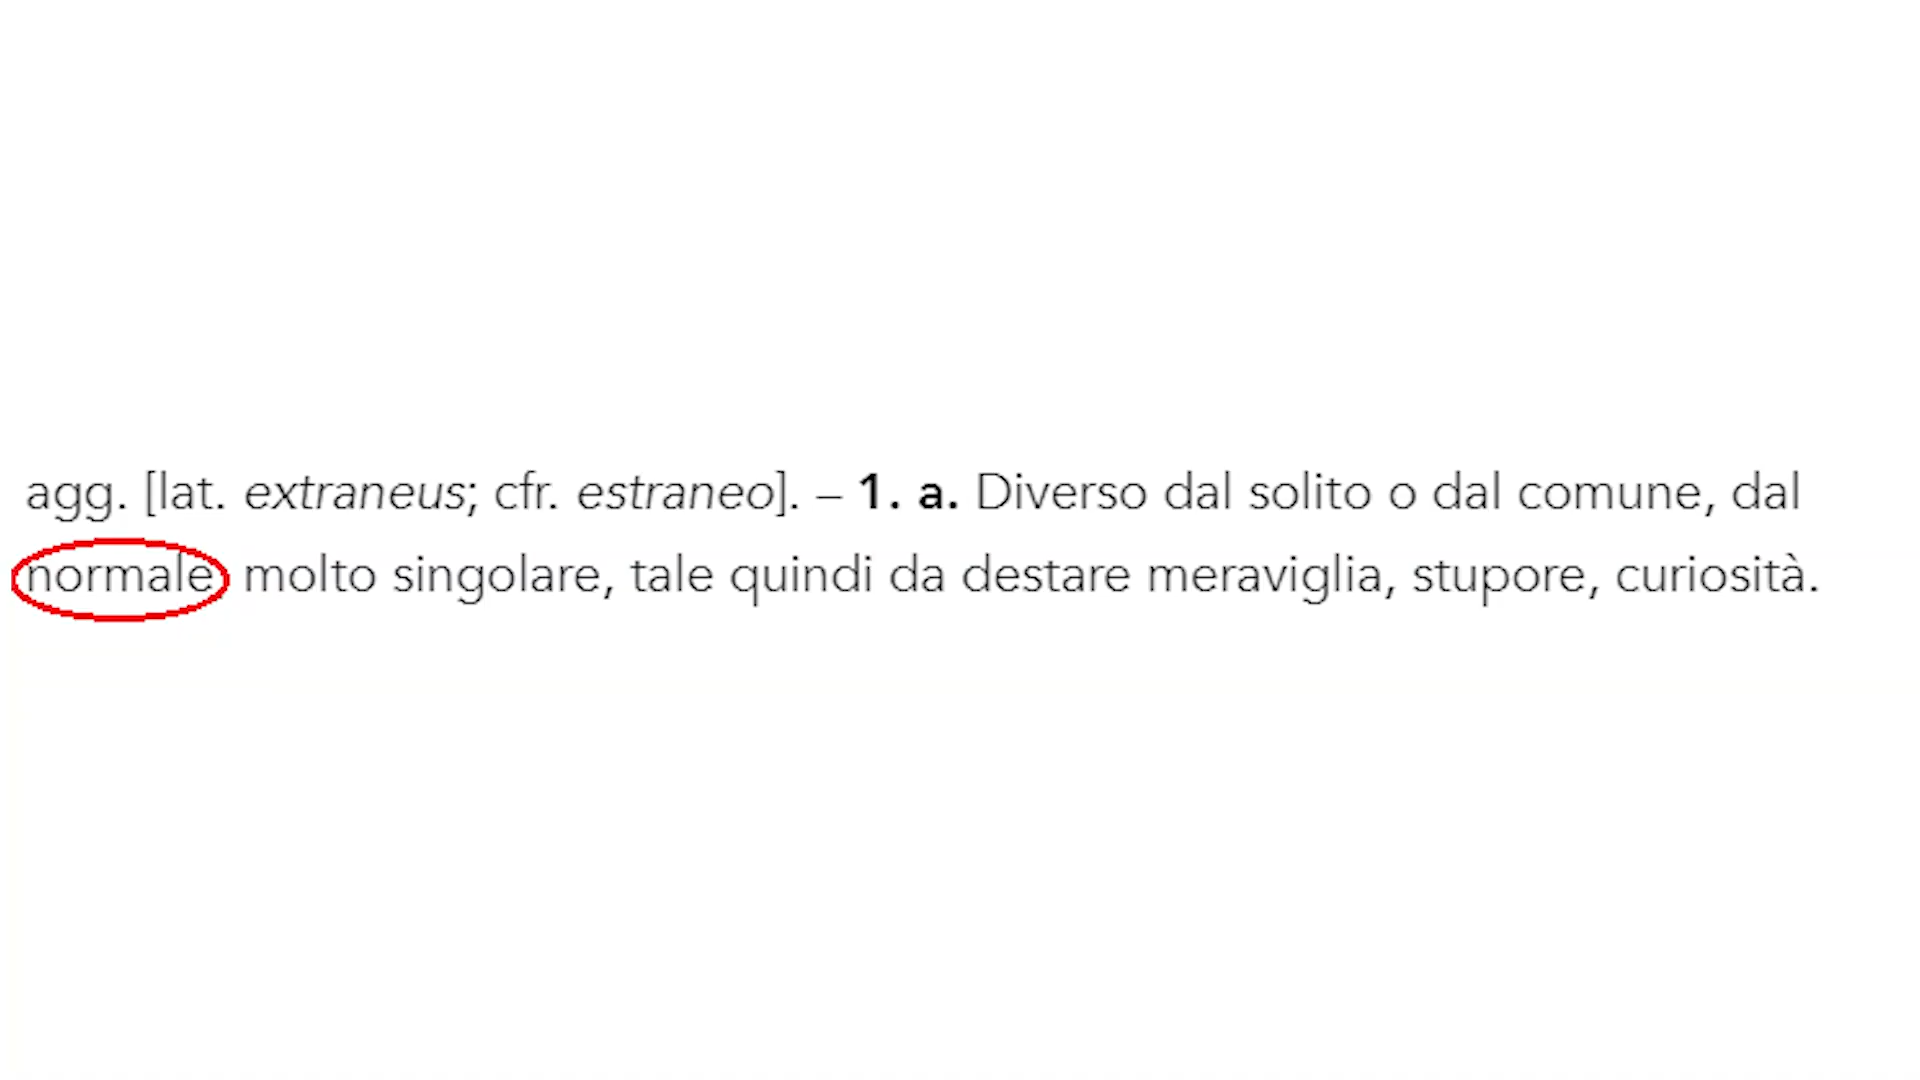 agg. [lat. extraneus; cfr. estraneo]. – 1. a. Diverso dal solito o dal comune, dal
normale, molto singolare, tale quindi da destare meraviglia, stupore, curiosità.